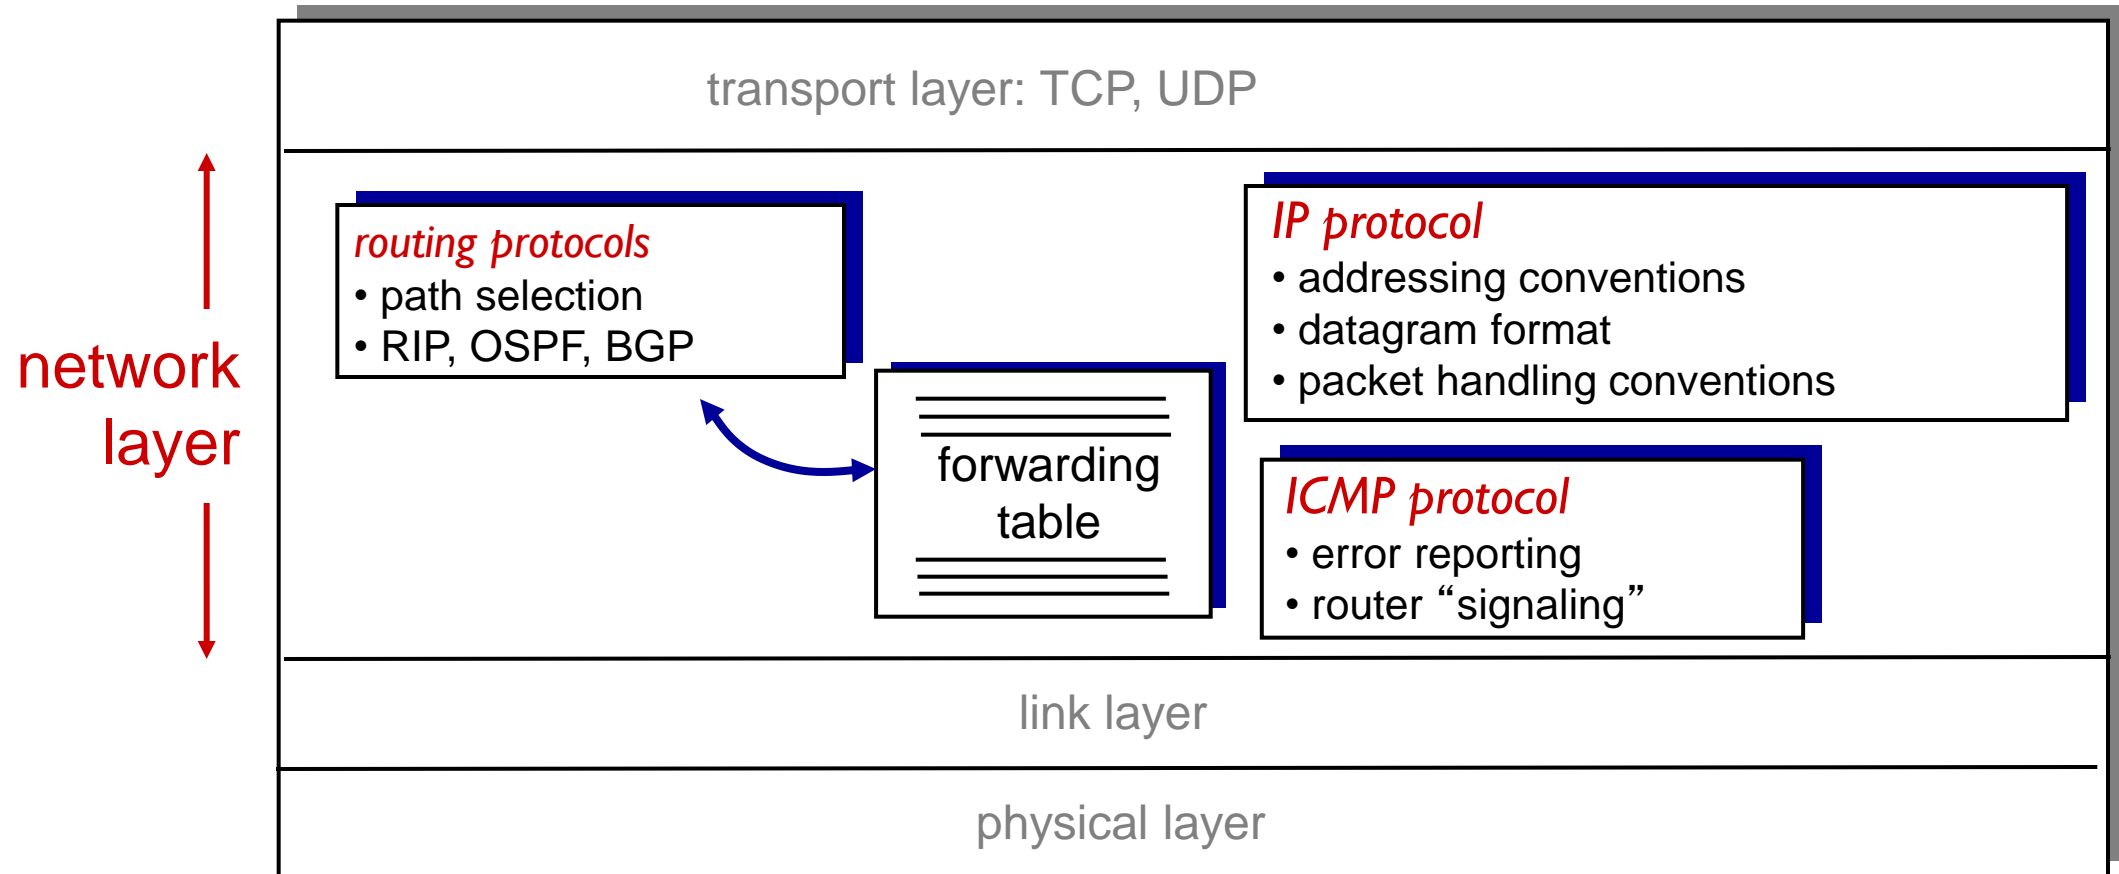 transport layer: TCP, UDP
network
layer
routing protocols
• path selection
• RIP, OSPF, BGP
forwarding
table
IP protocol
• addressing conventions
• datagram format
• packet handling conventions
ICMP protocol
• error reporting
• router “signaling”
link layer
physical layer